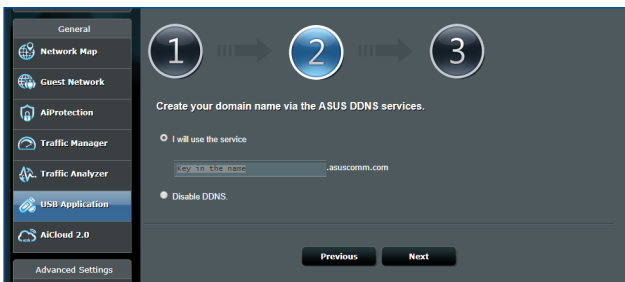 General
Network Map
Guest Network
AiProtection
Traffic Manager
Traffic Analyzer
USB Application
AiCloud 2.0
Advanced Settings
1
2
3
Create your domain name via the ASUS DDNS services.
I will use the service
Key in the name .asuscomm.com
Disable DDNS.
Previous Next